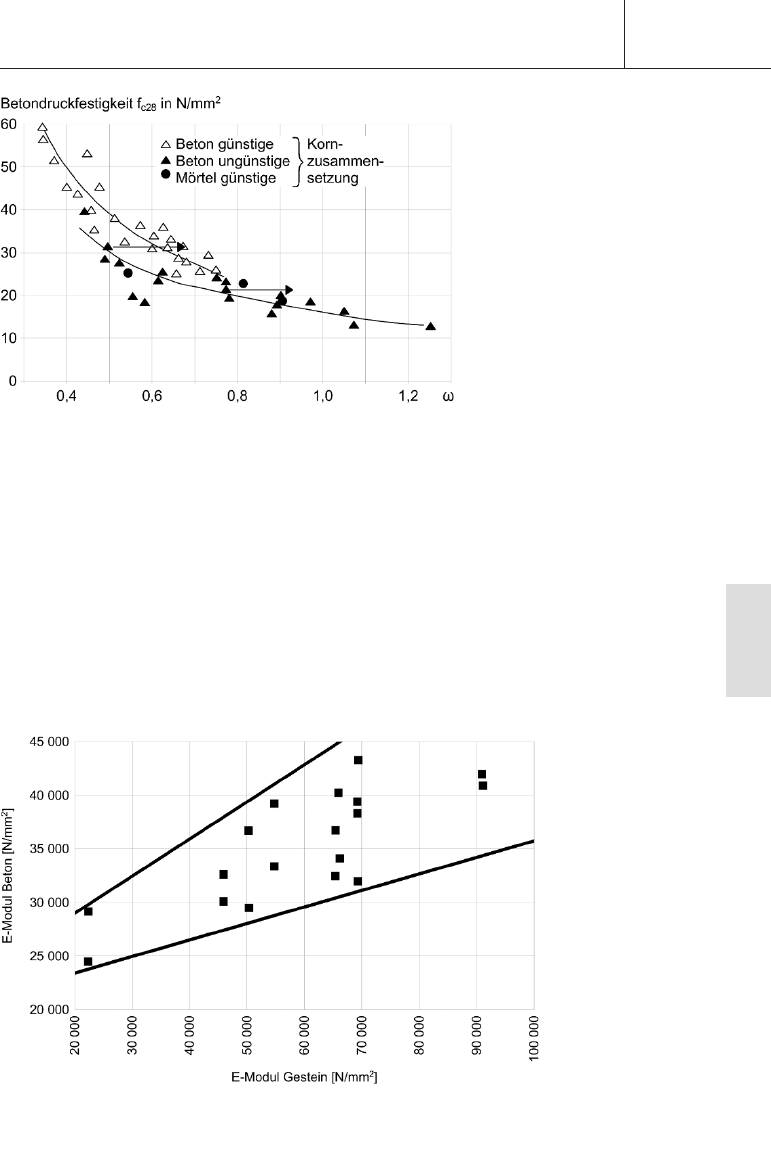 Betondruckfestigkeit fc28 in N/mm2
60
50
40
30
20
10
0
Beton günstige
Beton ungünstige
Mörtel günstige
Korn-
zusammen-
setzung
0,4 0,6 0,8 1,0 1,2 ω
45 000
40 000
35 000
30 000
25 000
20 000
E-Modul Beton [N/mm2]
20 000 30 000 40 000 50 000 60 000 70 000 80 000 90 000 100 000
E-Modul Gestein [N/mm2]